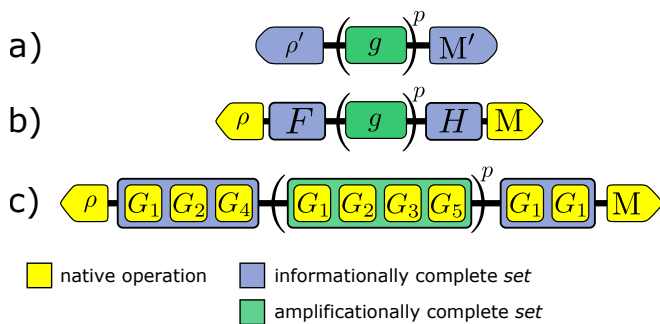 a) ρ′ ( g )ᵖ M′
b) ρ F ( g )ᵖ H M
c) ρ G₁ G₂ G₄ ( G₁ G₂ G₃ G₅ )ᵖ G₁ G₁ M
native operation informationally complete set
amplificationally complete set